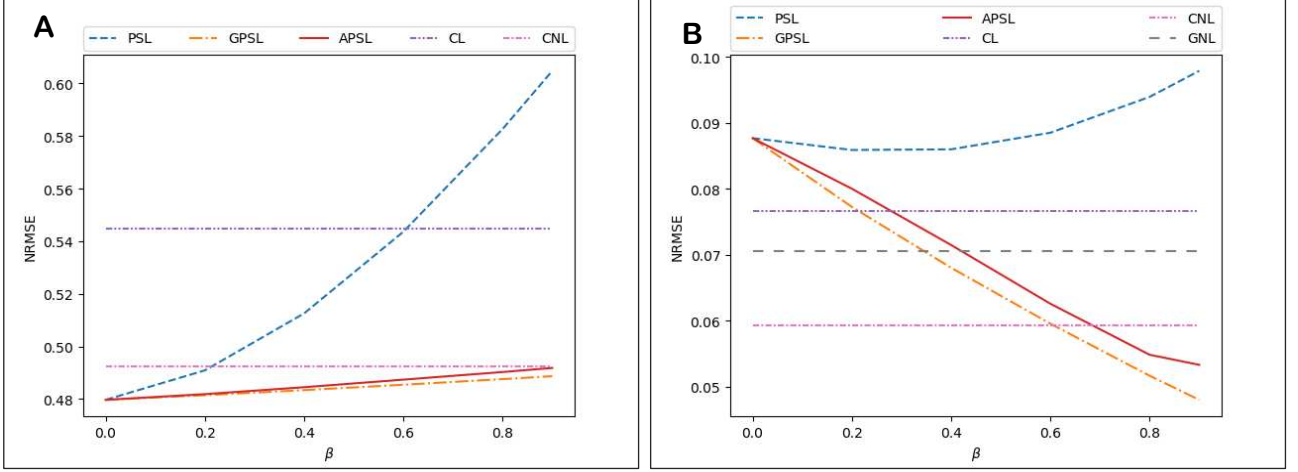 A
PSL GPSL APSL CL CNL
NRMSE
0.60
0.58
0.56
0.54
0.52
0.50
0.48
0.0 0.2 0.4 0.6 0.8
β
B
PSL APSL CNL
GPSL CL GNL
NRMSE
0.10
0.09
0.08
0.07
0.06
0.05
0.0 0.2 0.4 0.6 0.8
β